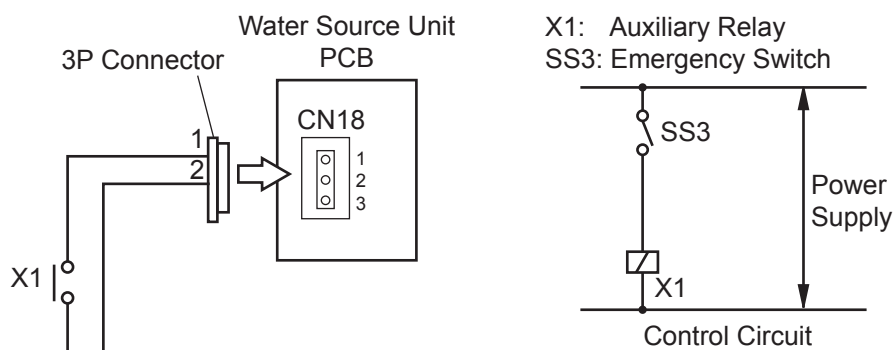 Water Source Unit
PCB
3P Connector
CN18
1
2
1
2
3
X1
X1: Auxiliary Relay
SS3: Emergency Switch
SS3
Power
Supply
X1
Control Circuit